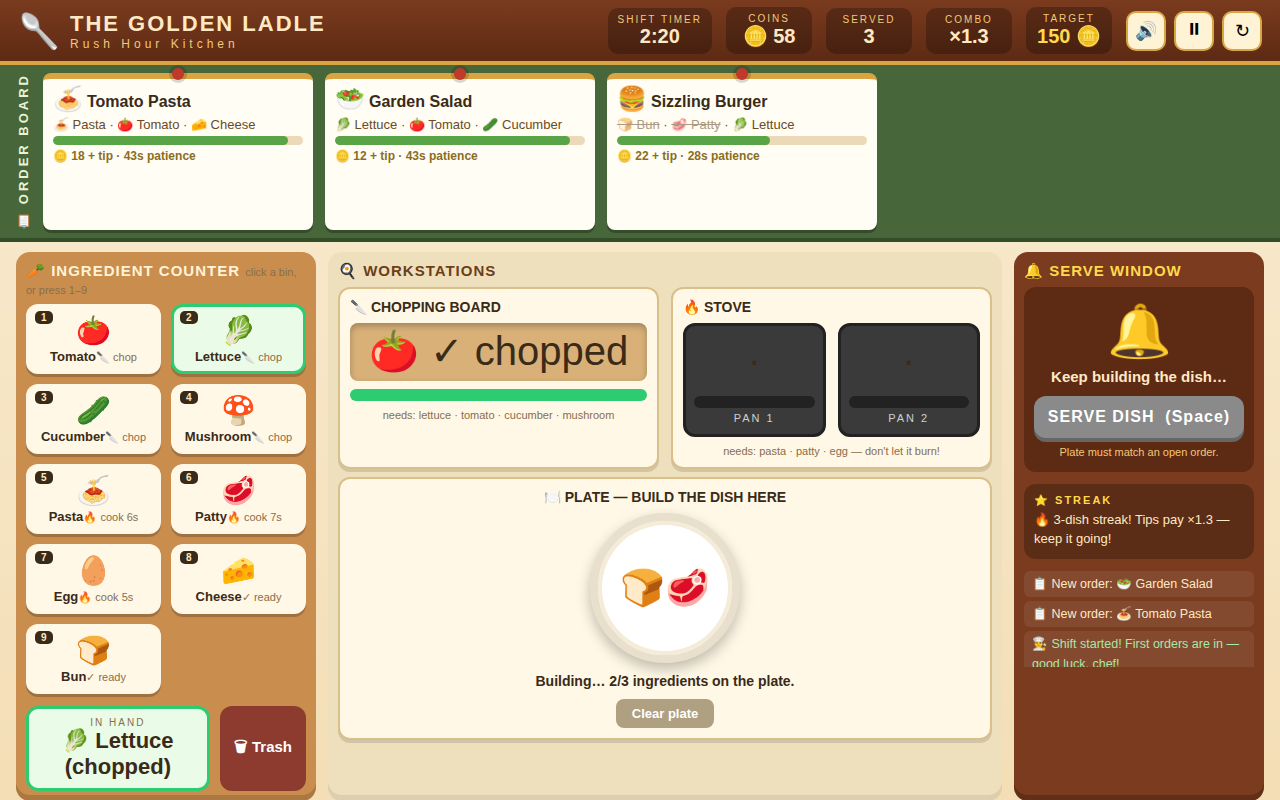 THE GOLDEN LADLE
Rush Hour Kitchen
SHIFT TIMER
2:20
COINS
58
SERVED
3
COMBO
×1.3
TARGET
150
ORDER BOARD
Tomato Pasta
Pasta · Tomato · Cheese
18 + tip · 43s patience
Garden Salad
Lettuce · Tomato · Cucumber
12 + tip · 43s patience
Sizzling Burger
Bun · Patty · Lettuce
22 + tip · 28s patience
INGREDIENT COUNTER click a bin,
or press 1–9
1
Tomato chop
2
Lettuce chop
3
Cucumber chop
4
Mushroom chop
5
Pasta cook 6s
6
Patty cook 7s
7
Egg cook 5s
8
Cheese ✓ ready
9
Bun ✓ ready
IN HAND
Lettuce
(chopped)
Trash
WORKSTATIONS
CHOPPING BOARD
✓ chopped
needs: lettuce · tomato · cucumber · mushroom
STOVE
PAN 1
PAN 2
needs: pasta · patty · egg — don't let it burn!
PLATE — BUILD THE DISH HERE
Building… 2/3 ingredients on the plate.
Clear plate
SERVE WINDOW
Keep building the dish…
SERVE DISH (Space)
Plate must match an open order.
STREAK
3-dish streak! Tips pay ×1.3 —
keep it going!
New order: Garden Salad
New order: Tomato Pasta
Shift started! First orders are in —
good luck, chef!